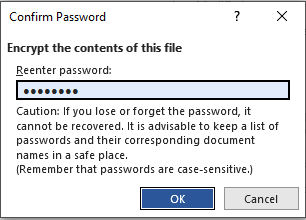 Confirm Password ? ×
Encrypt the contents of this file
Reenter password:
••••••••
Caution: If you lose or forget the password, it
cannot be recovered. It is advisable to keep a list of
passwords and their corresponding document
names in a safe place.
(Remember that passwords are case-sensitive.)
OK Cancel